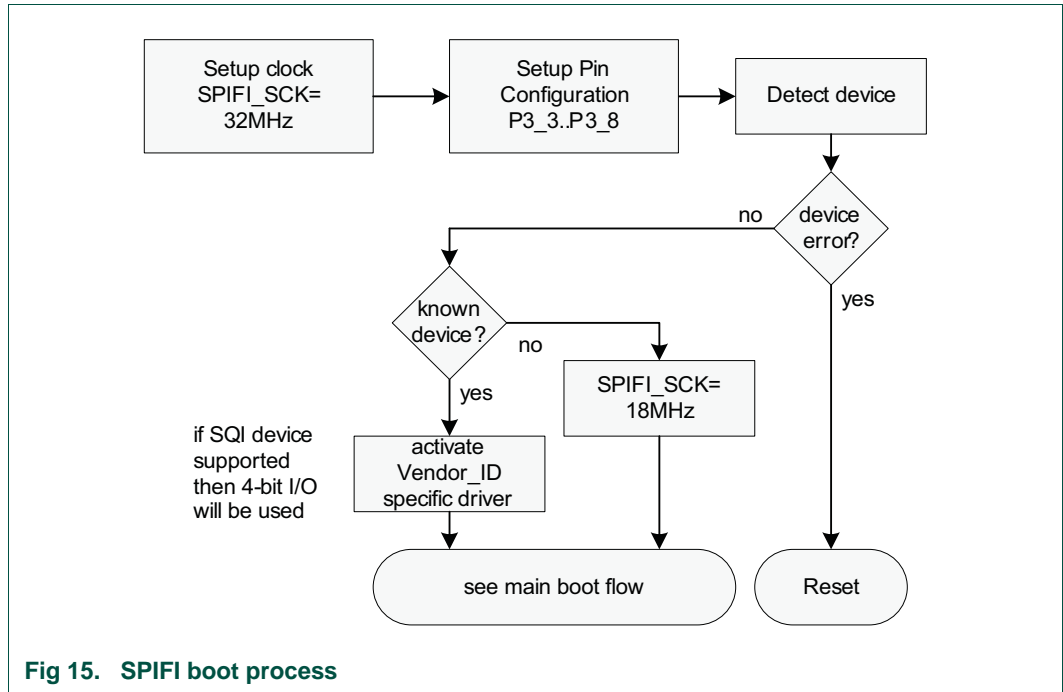 Setup clock
SPIFI_SCK=
32MHz
Setup Pin
Configuration
P3_3..P3_8
Detect device
device
error?
no
yes
known
device?
no
yes
SPIFI_SCK=
18MHz
if SQI device
supported
then 4-bit I/O
will be used
activate
Vendor_ID
specific driver
see main boot flow
Reset
Fig 15. SPIFI boot process